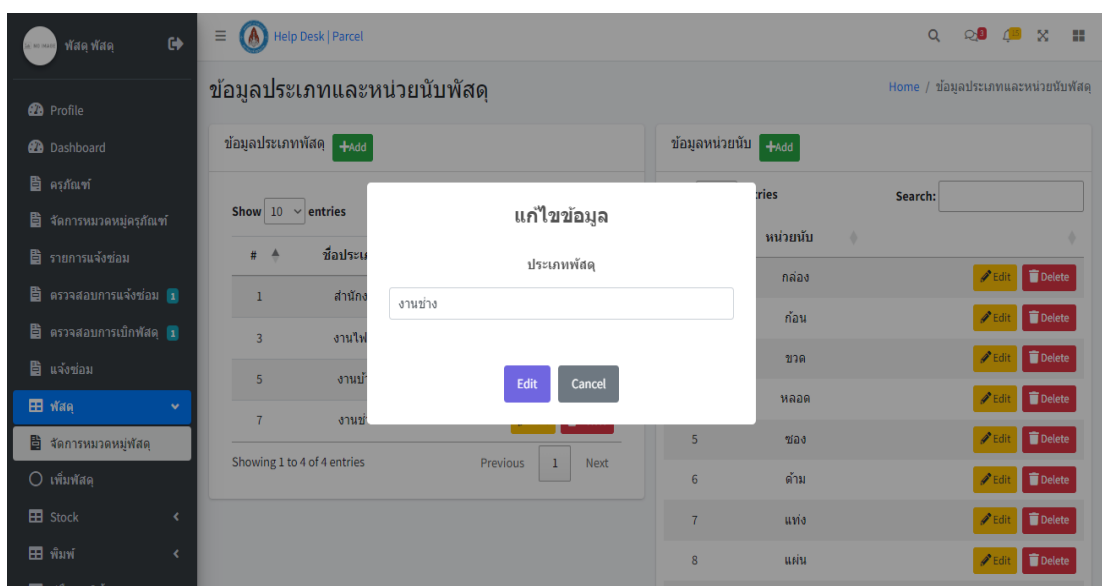 พัสดุ พัสดุ
Help Desk | Parcel
3
15
ข้อมูลประเภทและหน่วยนับพัสดุ
Home / ข้อมูลประเภทและหน่วยนับพัสดุ
Profile
Dashboard
ครุภัณฑ์
จัดการหมวดหมู่ครุภัณฑ์
รายการแจ้งซ่อม
ตรวจสอบการแจ้งซ่อม 1
ตรวจสอบการเบิกพัสดุ 1
แจ้งซ่อม
พัสดุ
จัดการหมวดหมู่พัสดุ
เพิ่มพัสดุ
Stock
พิมพ์
ข้อมูลประเภทพัสดุ +Add
Show 10 entries
# ชื่อประเ
1 สำนักง
3 งานไฟ
5 งานบ้
7 งานช่
Showing 1 to 4 of 4 entries
Previous 1 Next
แก้ไขข้อมูล
ประเภทพัสดุ
งานช่าง
Edit Cancel
ข้อมูลหน่วยนับ +Add
ries Search:
หน่วยนับ
กล่อง Edit Delete
ก้อน Edit Delete
ขวด Edit Delete
หลอด Edit Delete
5 ซอง Edit Delete
6 ด้าม Edit Delete
7 แท่ง Edit Delete
8 แผ่น Edit Delete